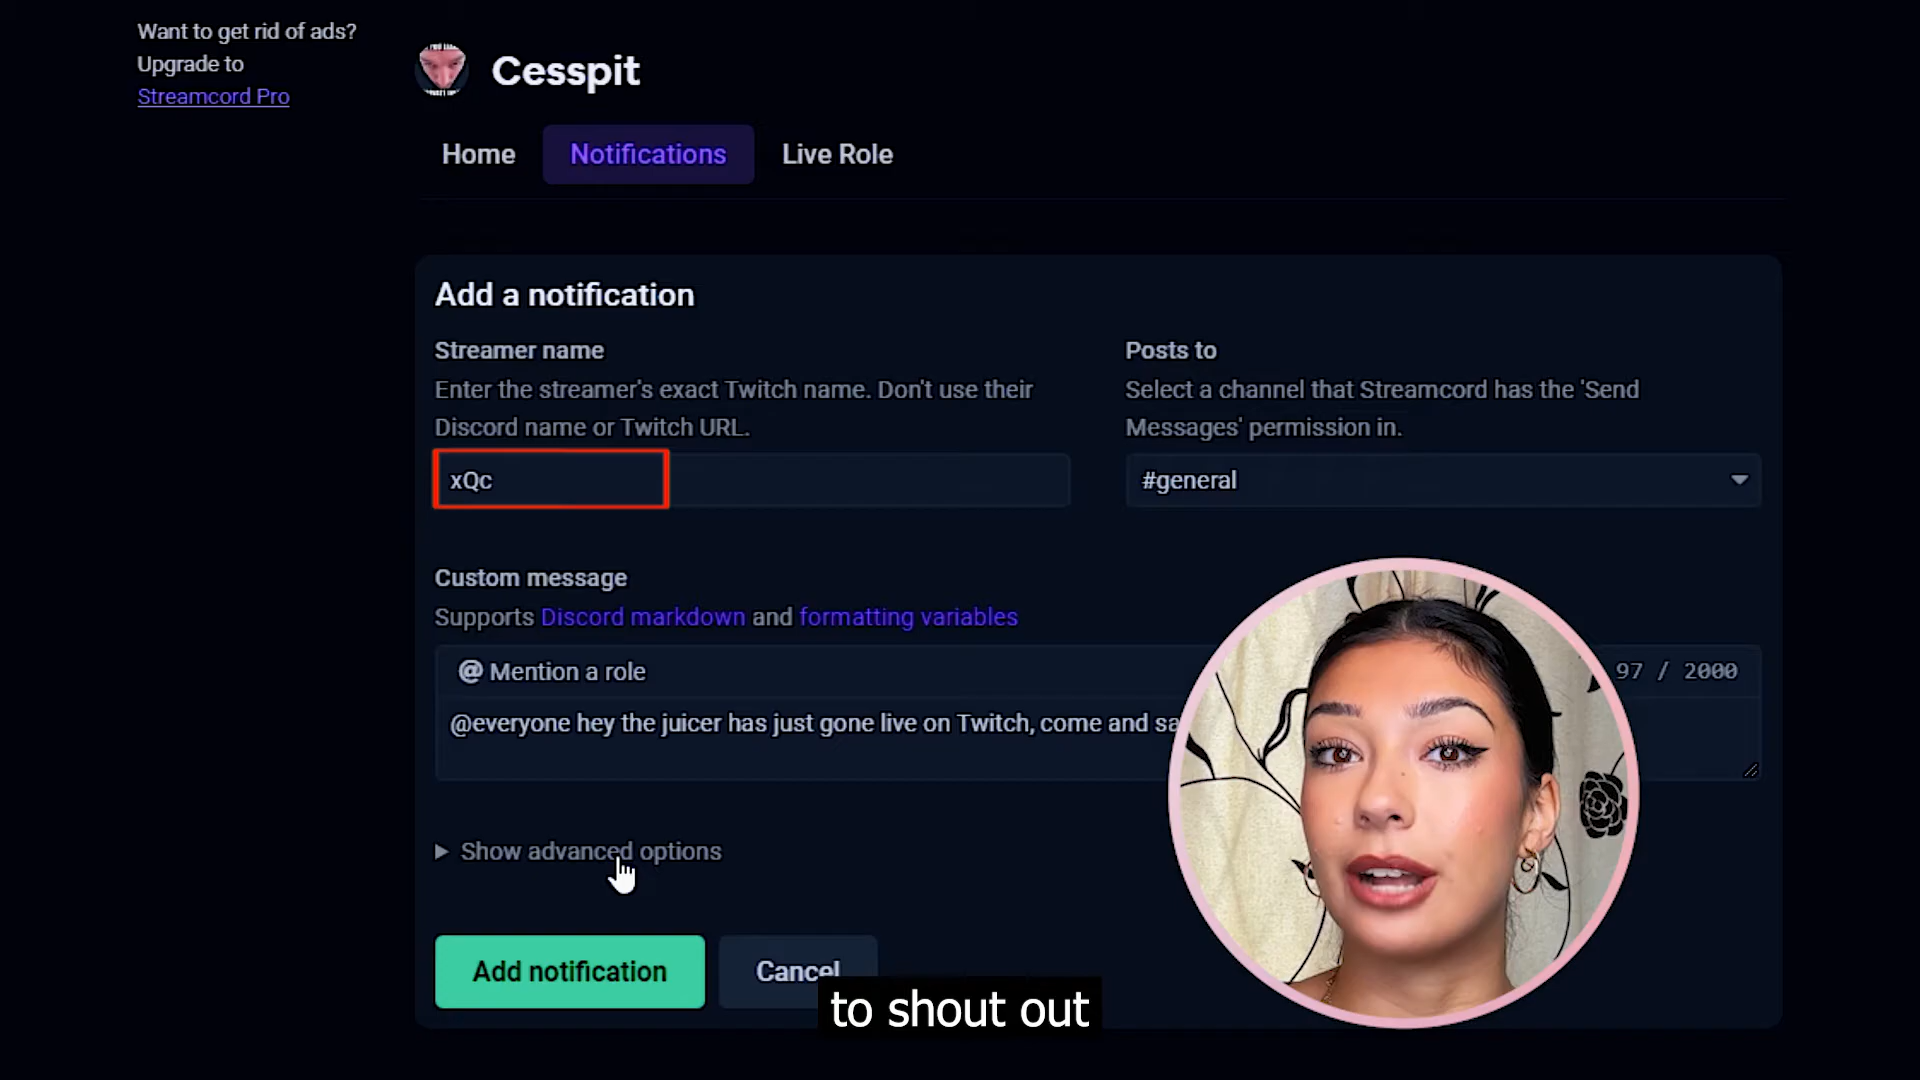 Want to get rid of ads?
Upgrade to
Streamcord Pro
Cesspit
Home
Notifications
Live Role
Add a notification
Streamer name
Enter the streamer's exact Twitch name. Don't use their
Discord name or Twitch URL.
xQc
Posts to
Select a channel that Streamcord has the 'Send
Messages' permission in.
#general
Custom message
Supports Discord markdown and formatting variables
@ Mention a role
97 / 2000
@everyone hey the juicer has just gone live on Twitch, come and
Show advanced options
Add notification
Cancel
to shout out